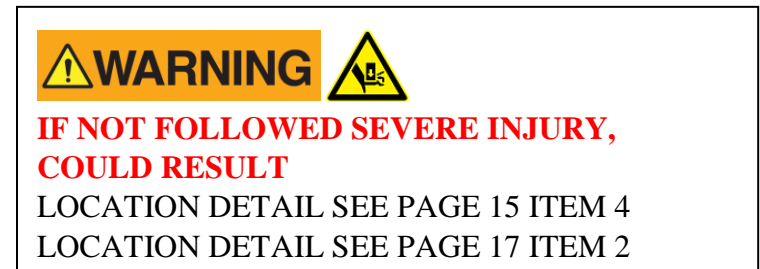 WARNING
IF NOT FOLLOWED SEVERE INJURY,
COULD RESULT
LOCATION DETAIL SEE PAGE 15 ITEM 4
LOCATION DETAIL SEE PAGE 17 ITEM 2